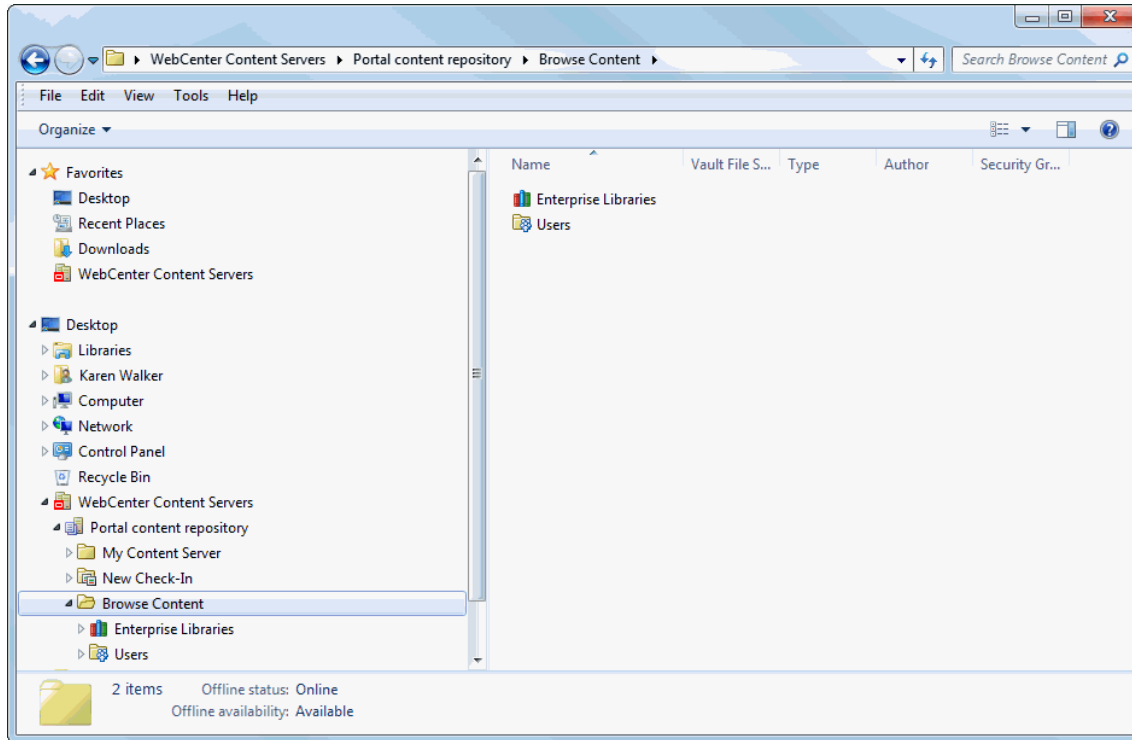 WebCenter Content Servers Portal content repository Browse Content Search Browse Content
File Edit View Tools Help
Organize
Favorites
Desktop
Recent Places
Downloads
WebCenter Content Servers
Desktop
Libraries
Karen Walker
Computer
Network
Control Panel
Recycle Bin
WebCenter Content Servers
Portal content repository
My Content Server
New Check-In
Browse Content
Enterprise Libraries
Users
Name Vault File S... Type Author Security Gr...
Enterprise Libraries
Users
2 items Offline status: Online
Offline availability: Available